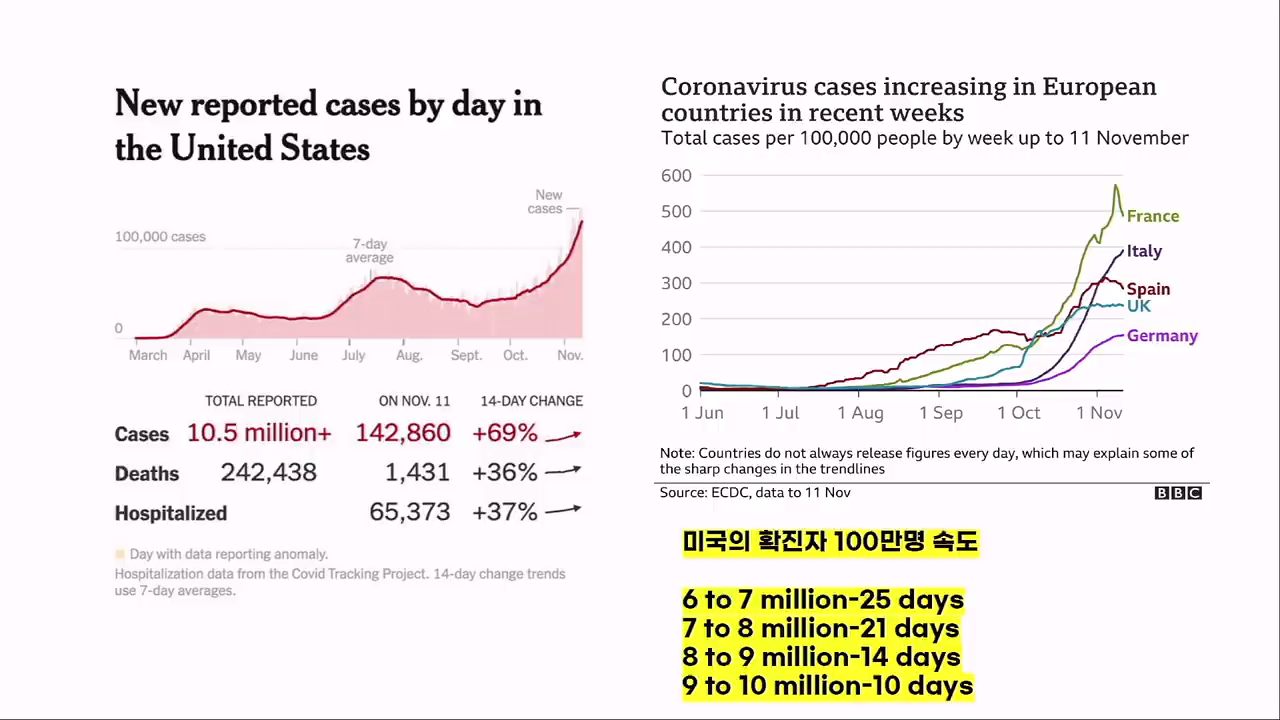 New reported cases by day in
the United States
New
cases
100,000 cases
7-day
average
0
March April May June July Aug. Sept. Oct. Nov.
TOTAL REPORTED ON NOV. 11 14-DAY CHANGE
Cases 10.5 million+ 142,860 +69%
Deaths 242,438 1,431 +36%
Hospitalized 65,373 +37%
Day with data reporting anomaly.
Hospitalization data from the Covid Tracking Project. 14-day change trends
use 7-day averages.
Coronavirus cases increasing in European
countries in recent weeks
Total cases per 100,000 people by week up to 11 November
600
500
France
400
Italy
300
Spain
UK
200
Germany
100
0
1 Jun 1 Jul 1 Aug 1 Sep 1 Oct 1 Nov
Note: Countries do not always release figures every day, which may explain some of
the sharp changes in the trendlines
Source: ECDC, data to 11 Nov BBC
미국의 확진자 100만명 속도
6 to 7 million-25 days
7 to 8 million-21 days
8 to 9 million-14 days
9 to 10 million-10 days